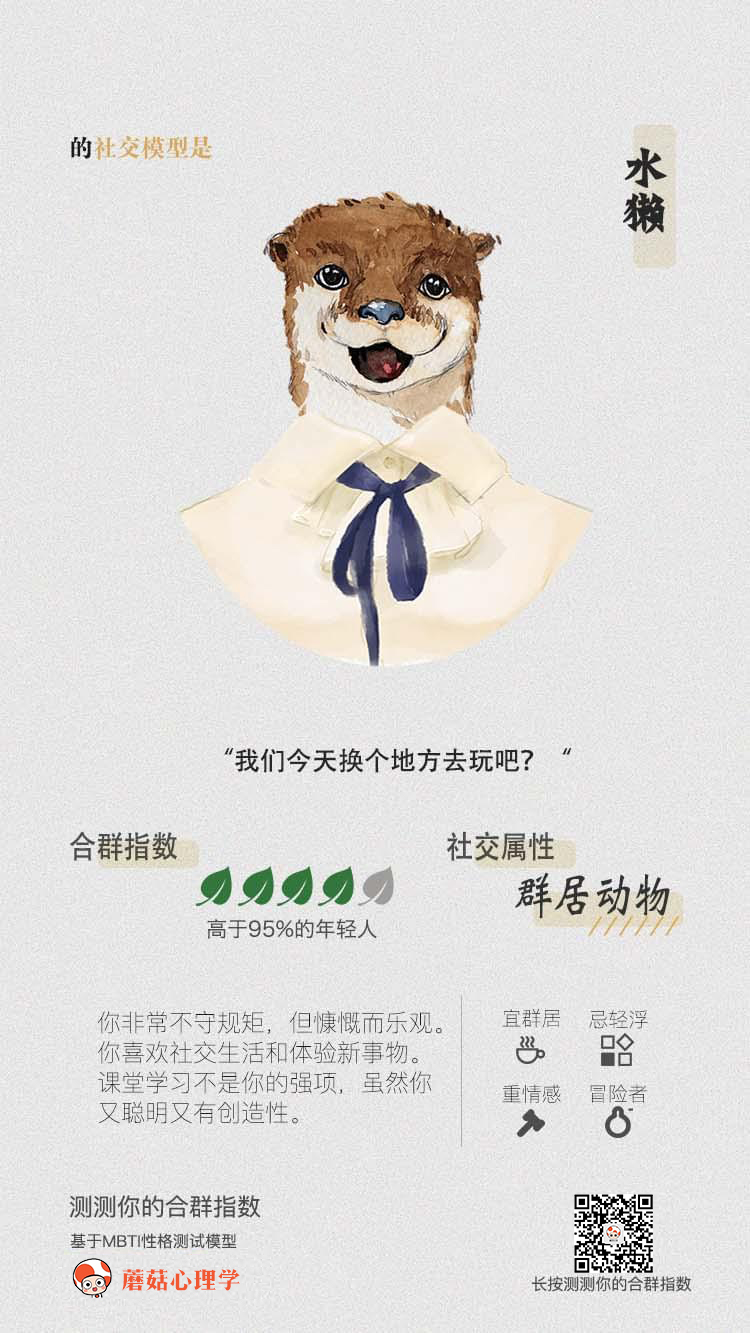 的社交模型是
水獭
“我们今天换个地方去玩吧？“
合群指数
高于95%的年轻人
社交属性
群居动物
你非常不守规矩，但慷慨而乐观。
你喜欢社交生活和体验新事物。
课堂学习不是你的强项，虽然你
又聪明又有创造性。
宜群居 忌轻浮
重情感 冒险者
测测你的合群指数
基于MBTI性格测试模型
蘑菇心理学
长按测测你的合群指数